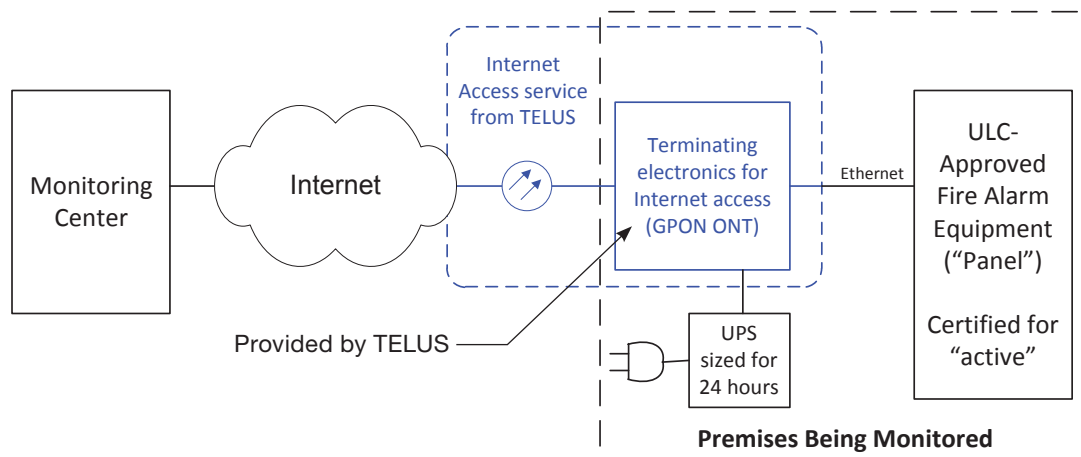 Monitoring
Center
Internet
Internet
Access service
from TELUS
Terminating
electronics for
Internet access
(GPON ONT)
Ethernet
ULC-
Approved
Fire Alarm
Equipment
(“Panel”)
Certified for
“active”
Provided by TELUS
UPS
sized for
24 hours
Premises Being Monitored